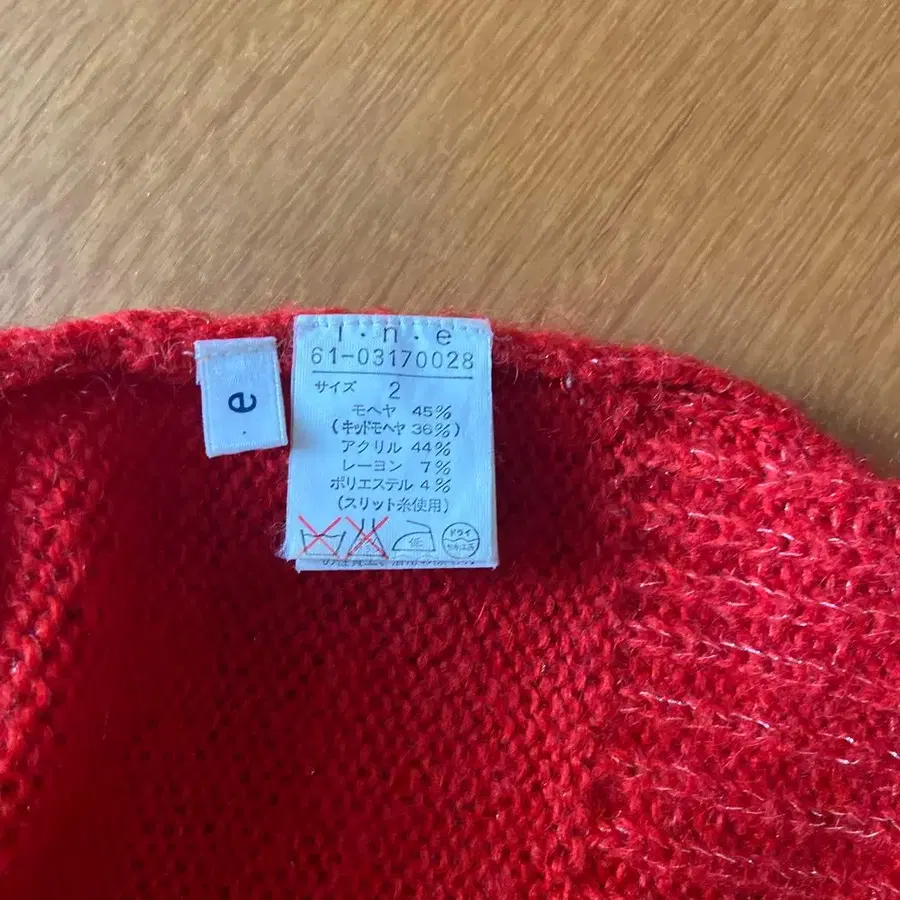 e
I・n・e
61-03170028
サイズ 2
モヘヤ 45%
(キッドモヘヤ 36%)
アクリル 44%
レーヨン 7%
ポリエステル 4%
(スリット糸使用)
低
ドライ